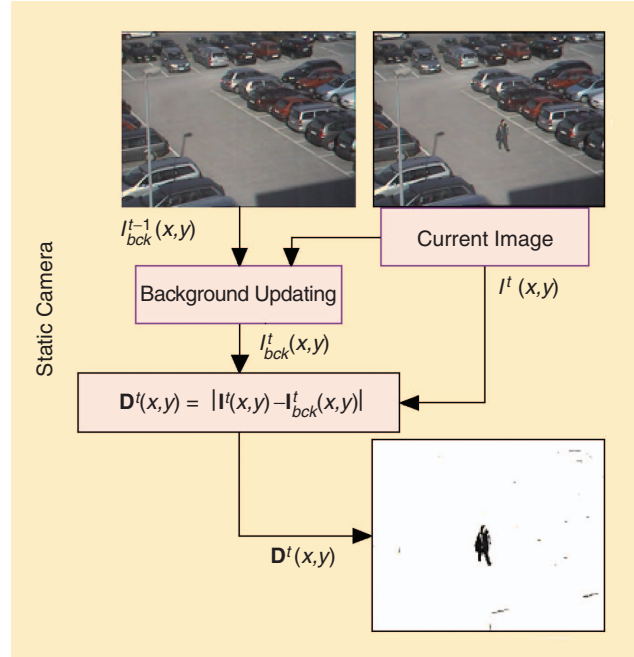 Static Camera
I^{t–1}_{bck}(x,y)
Current Image
Background Updating
I^t (x,y)
I^t_{bck}(x,y)
D^t(x,y) = |I^t(x,y) –I^t_{bck}(x,y)|
D^t(x,y)